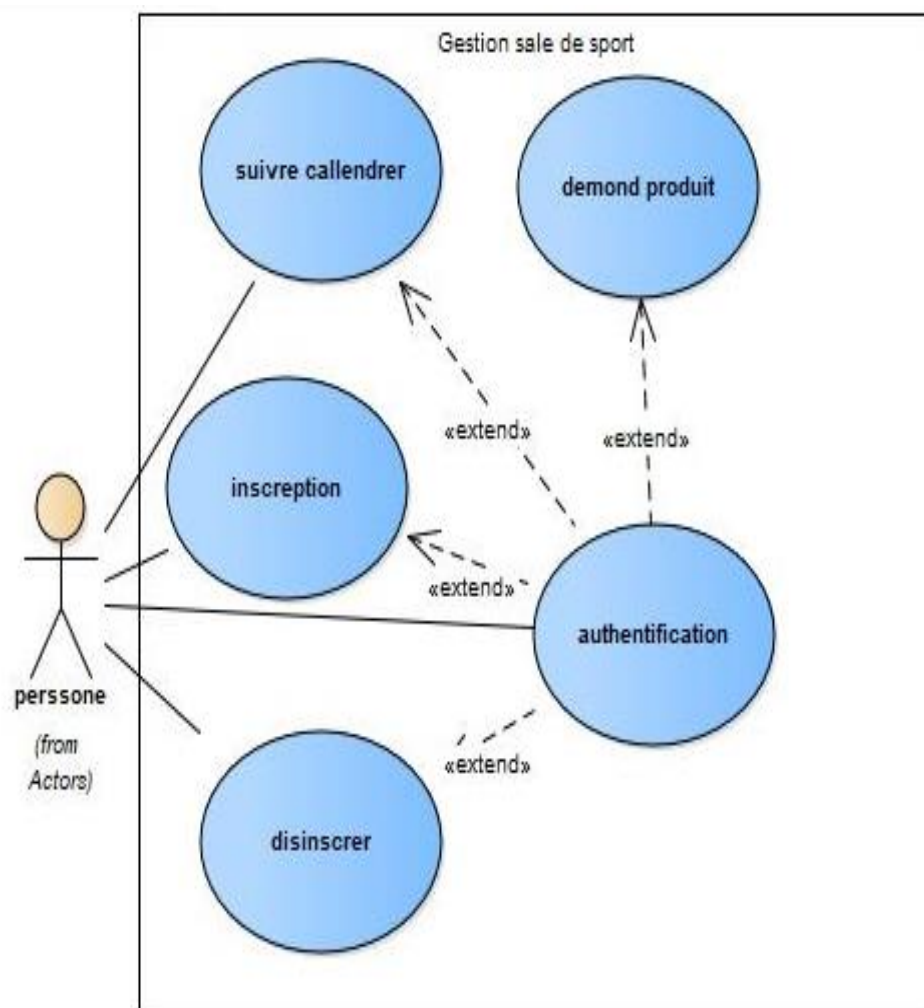 Gestion sale de sport
suivre callendrer
demond produit
«extend»
«extend»
inscreption
«extend»
authentification
perssone
(from
Actors)
«extend»
disinscrer